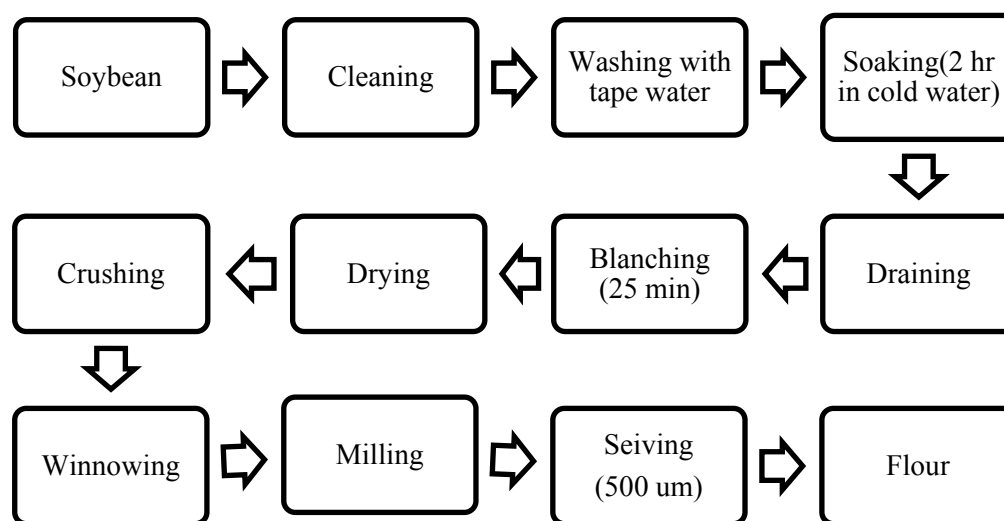 Soybean
Cleaning
Washing with
tape water
Soaking(2 hr
in cold water)
Draining
Blanching
(25 min)
Drying
Crushing
Winnowing
Milling
Seiving
(500 um)
Flour